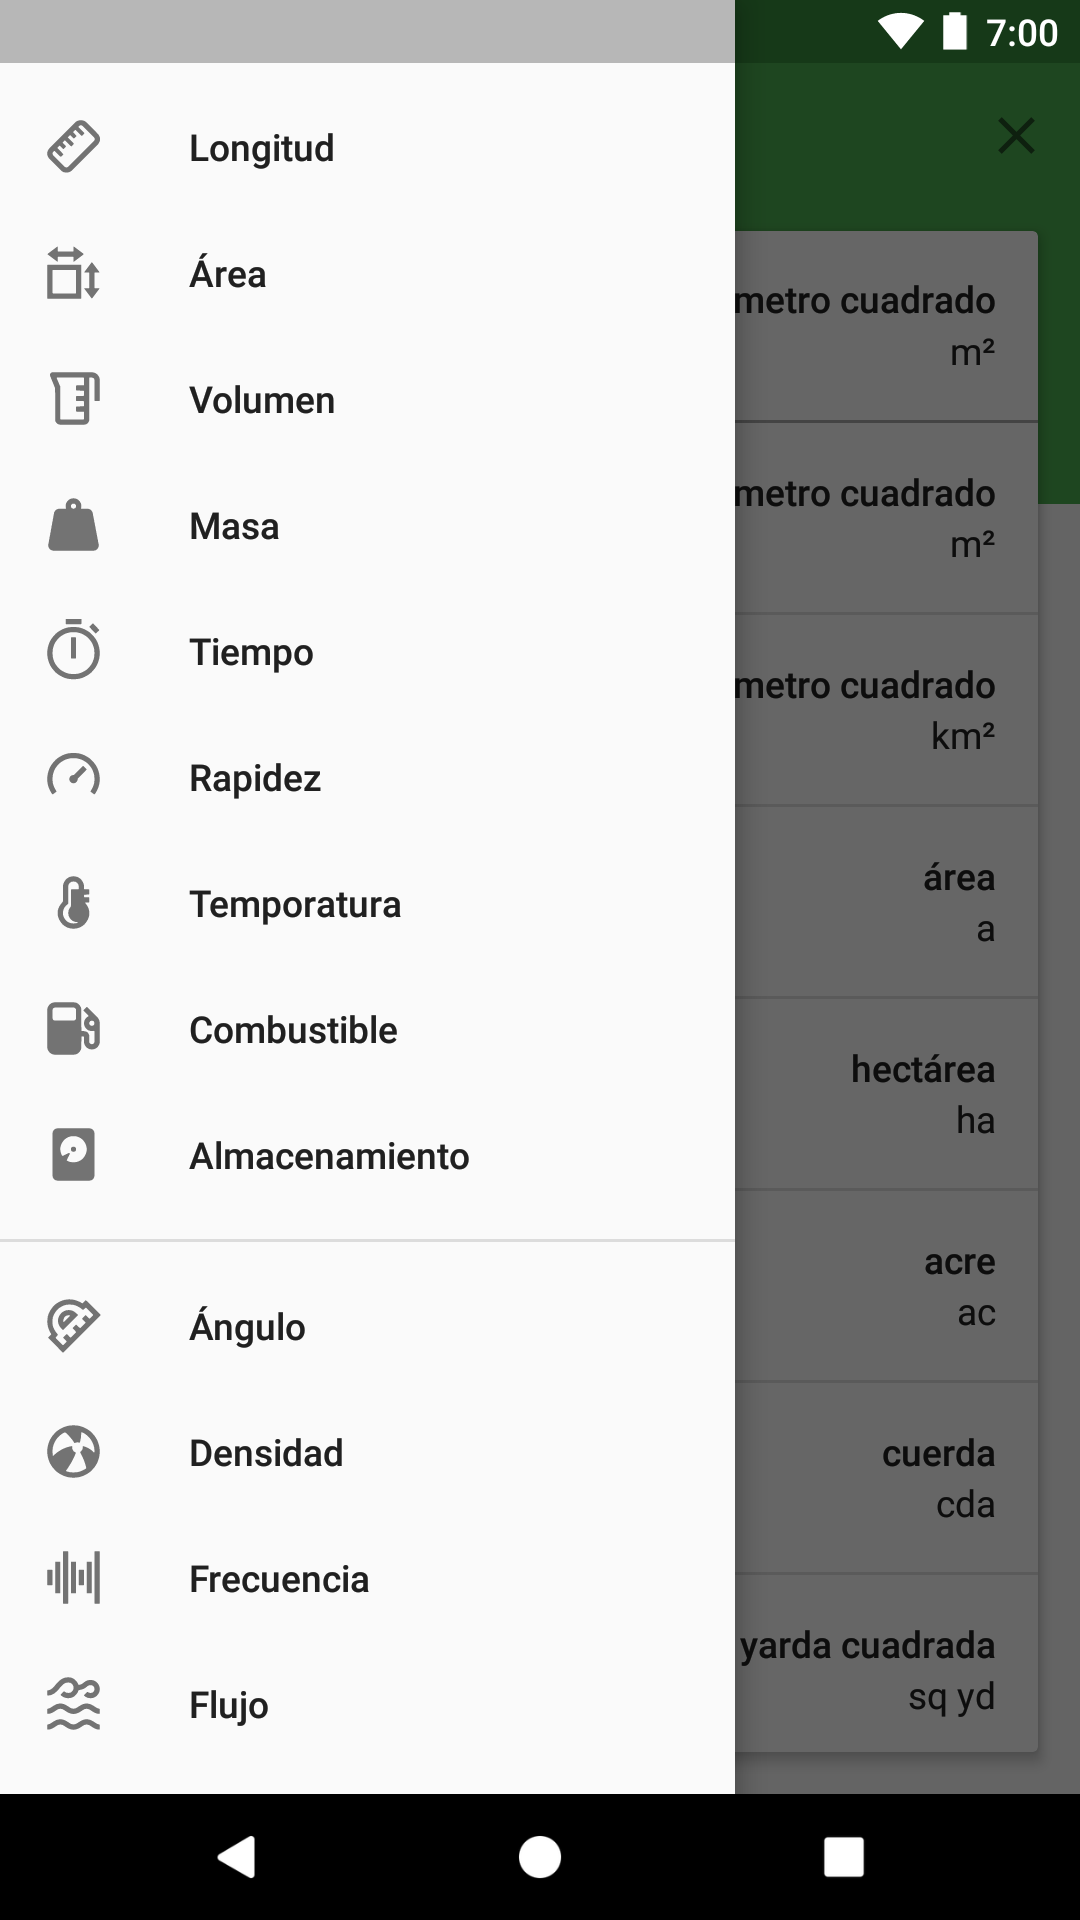 7:00
Longitud
Área
Volumen
Masa
Tiempo
Rapidez
Temporatura
Combustible
Almacenamiento
Ángulo
Densidad
Frecuencia
Flujo
metro cuadrado
m²
metro cuadrado
m²
metro cuadrado
km²
área
a
hectárea
ha
acre
ac
cuerda
cda
yarda cuadrada
sq yd